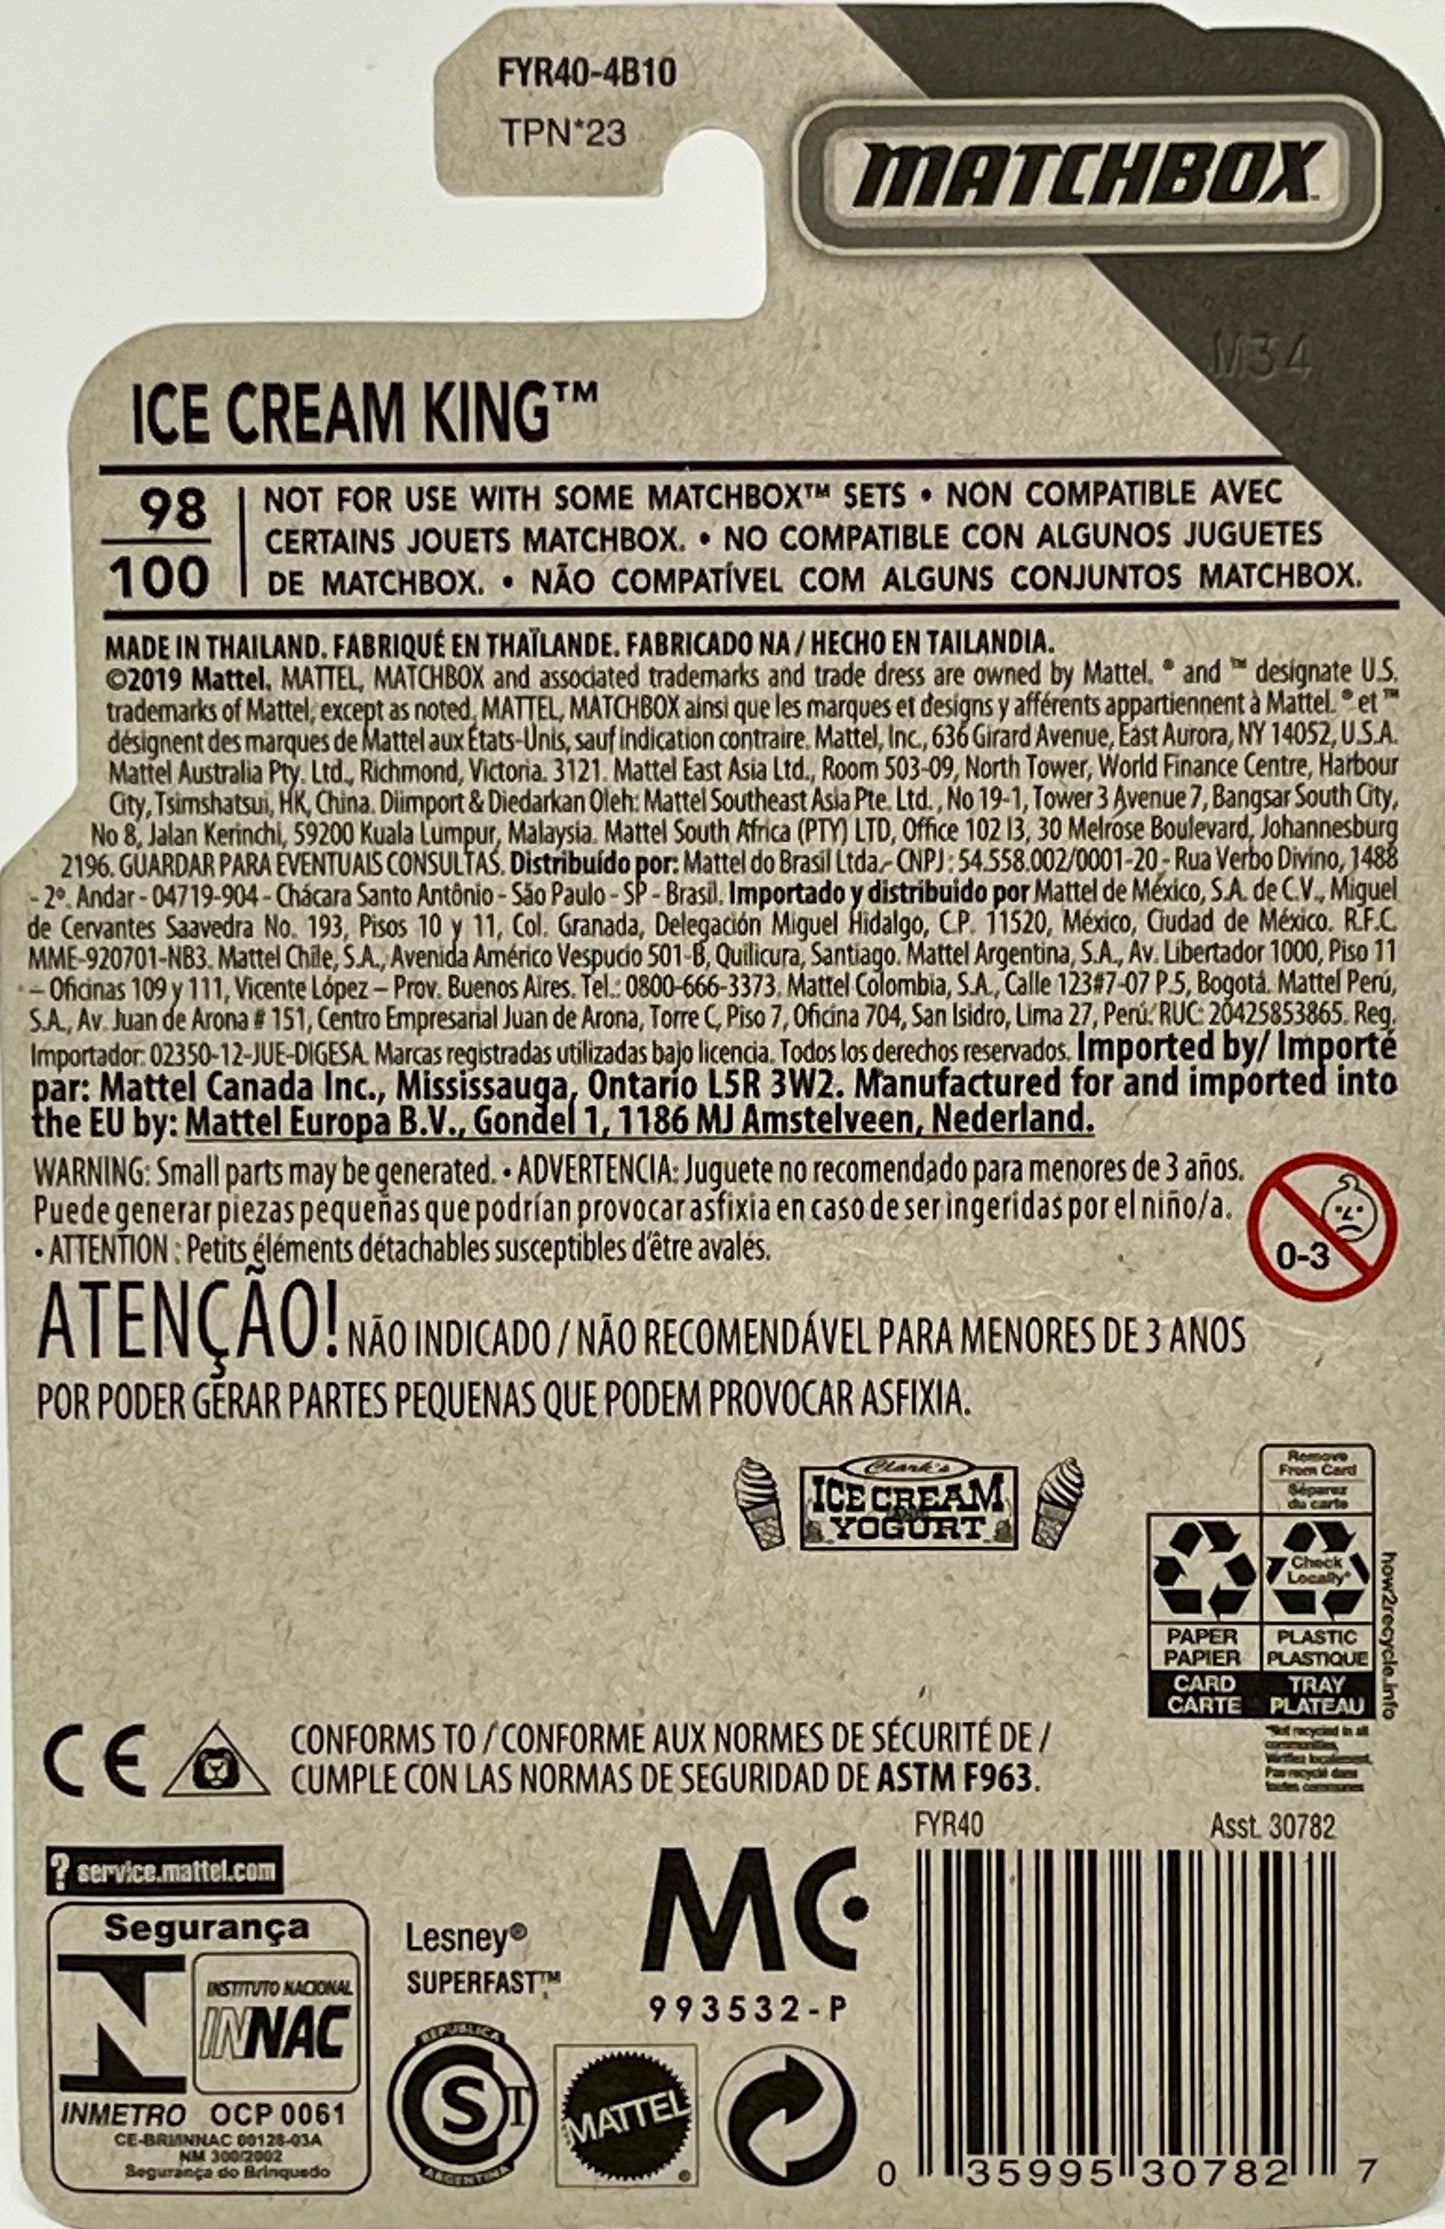 FYR40-4B10
TPN*23
MATCHBOX™
M34
ICE CREAM KING™
98
100
NOT FOR USE WITH SOME MATCHBOX™ SETS • NON COMPATIBLE AVEC
CERTAINS JOUETS MATCHBOX. • NO COMPATIBLE CON ALGUNOS JUGUETES
DE MATCHBOX. • NÃO COMPATÍVEL COM ALGUNS CONJUNTOS MATCHBOX.
MADE IN THAILAND. FABRIQUÉ EN THAÏLANDE. FABRICADO NA / HECHO EN TAILANDIA.
©2019 Mattel. MATTEL, MATCHBOX and associated trademarks and trade dress are owned by Mattel. ® and ™ designate U.S.
trademarks of Mattel, except as noted. MATTEL, MATCHBOX ainsi que les marques et designs y afférents appartiennent à Mattel. ® et ™
désignent des marques de Mattel aux États-Unis, sauf indication contraire. Mattel, Inc., 636 Girard Avenue, East Aurora, NY 14052, U.S.A.
Mattel Australia Pty. Ltd., Richmond, Victoria. 3121. Mattel East Asia Ltd., Room 503-09, North Tower, World Finance Centre, Harbour
City, Tsimshatsui, HK, China. Diimport & Diedarkan Oleh: Mattel Southeast Asia Pte. Ltd., No 19-1, Tower 3 Avenue 7, Bangsar South City,
No 8, Jalan Kerinchi, 59200 Kuala Lumpur, Malaysia. Mattel South Africa (PTY) LTD, Office 102 I3, 30 Melrose Boulevard, Johannesburg
2196. GUARDAR PARA EVENTUAIS CONSULTAS. Distribuído por: Mattel do Brasil Ltda.- CNPJ : 54.558.002/0001-20 - Rua Verbo Divino, 1488
- 2º. Andar - 04719-904 - Chácara Santo Antônio - São Paulo - SP - Brasil. Importado y distribuido por Mattel de México, S.A. de C.V., Miguel
de Cervantes Saavedra No. 193, Pisos 10 y 11, Col. Granada, Delegación Miguel Hidalgo, C.P. 11520, México, Ciudad de México. R.F.C.
MME-920701-NB3. Mattel Chile, S.A., Avenida Américo Vespucio 501-B, Quilicura, Santiago. Mattel Argentina, S.A., Av. Libertador 1000, Piso 11
– Oficinas 109 y 111, Vicente López – Prov. Buenos Aires. Tel.: 0800-666-3373. Mattel Colombia, S.A., Calle 123#7-07 P.5, Bogotá. Mattel Perú,
S.A., Av. Juan de Arona # 151, Centro Empresarial Juan de Arona, Torre C, Piso 7, Oficina 704, San Isidro, Lima 27, Perú. RUC: 20425853865. Reg.
Importador: 02350-12-JUE-DIGESA. Marcas registradas utilizadas bajo licencia. Todos los derechos reservados. Imported by/ Importé
par: Mattel Canada Inc., Mississauga, Ontario L5R 3W2. Manufactured for and imported into
the EU by: Mattel Europa B.V., Gondel 1, 1186 MJ Amstelveen, Nederland.
WARNING: Small parts may be generated. • ADVERTENCIA: Juguete no recomendado para menores de 3 años.
Puede generar piezas pequeñas que podrían provocar asfixia en caso de ser ingeridas por el niño/a.
• ATTENTION : Petits éléments détachables susceptibles d'être avalés.
0-3
ATENÇÃO! NÃO INDICADO / NÃO RECOMENDÁVEL PARA MENORES DE 3 ANOS
POR PODER GERAR PARTES PEQUENAS QUE PODEM PROVOCAR ASFIXIA.
Clark's
ICE CREAM
YOGURT
Remove
From Card
Séparez
du carte
Check
Locally*
PAPER
PAPIER
PLASTIC
PLASTIQUE
CARD
CARTE
TRAY
PLATEAU
how2recycle.info
*Not recycled in all
communities.
Vérifiez localement.
Pas recyclé dans
toutes communes
CE
CONFORMS TO / CONFORME AUX NORMES DE SÉCURITÉ DE /
CUMPLE CON LAS NORMAS DE SEGURIDAD DE ASTM F963.
FYR40
Asst. 30782
? service.mattel.com
Segurança
INSTITUTO NACIONAL
INNAC
INMETRO OCP 0061
NM 300/2002
Segurança do Brinquedo
Lesney®
SUPERFAST™
MC
993532-P
REPUBLICA
S T
ARGENTINA
MATTEL ®
0 35995 30782 7